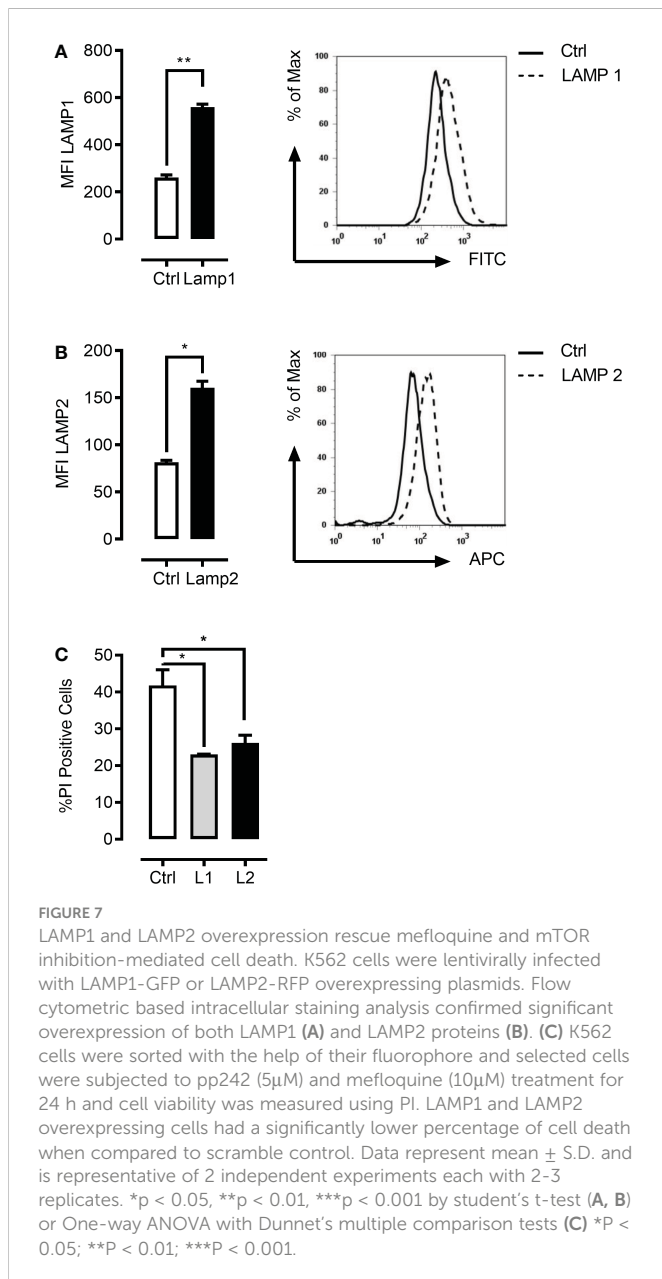 A
MFI LAMP1
800
600
400
200
0
**
Ctrl Lamp1
% of Max
100
80
60
40
20
0
10⁰ 10¹ 10² 10³
FITC
Ctrl
LAMP 1
B
MFI LAMP2
200
150
100
50
0
*
Ctrl Lamp2
% of Max
100
80
60
40
20
0
10⁰ 10¹ 10² 10³
APC
Ctrl
LAMP 2
C
%PI Positive Cells
50
40
30
20
10
0
*
*
Ctrl L1 L2
FIGURE 7
LAMP1 and LAMP2 overexpression rescue mefloquine and mTOR
inhibition-mediated cell death. K562 cells were lentivirally infected
with LAMP1-GFP or LAMP2-RFP overexpressing plasmids. Flow
cytometric based intracellular staining analysis confirmed significant
overexpression of both LAMP1 (A) and LAMP2 proteins (B). (C) K562
cells were sorted with the help of their fluorophore and selected cells
were subjected to pp242 (5μM) and mefloquine (10μM) treatment for
24 h and cell viability was measured using PI. LAMP1 and LAMP2
overexpressing cells had a significantly lower percentage of cell death
when compared to scramble control. Data represent mean ± S.D. and
is representative of 2 independent experiments each with 2-3
replicates. *p < 0.05, **p < 0.01, ***p < 0.001 by student's t-test (A, B)
or One-way ANOVA with Dunnet's multiple comparison tests (C) *P <
0.05; **P < 0.01; ***P < 0.001.